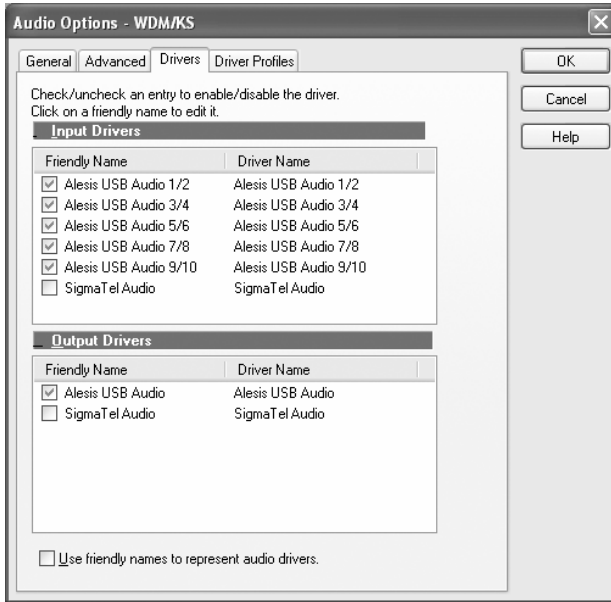 Audio Options - WDM/KS
General Advanced Drivers Driver Profiles
OK
Cancel
Help
Check/uncheck an entry to enable/disable the driver.
Click on a friendly name to edit it.
Input Drivers
Friendly Name Driver Name
Alesis USB Audio 1/2 Alesis USB Audio 1/2
Alesis USB Audio 3/4 Alesis USB Audio 3/4
Alesis USB Audio 5/6 Alesis USB Audio 5/6
Alesis USB Audio 7/8 Alesis USB Audio 7/8
Alesis USB Audio 9/10 Alesis USB Audio 9/10
SigmaTel Audio SigmaTel Audio
Output Drivers
Friendly Name Driver Name
Alesis USB Audio Alesis USB Audio
SigmaTel Audio SigmaTel Audio
Use friendly names to represent audio drivers.